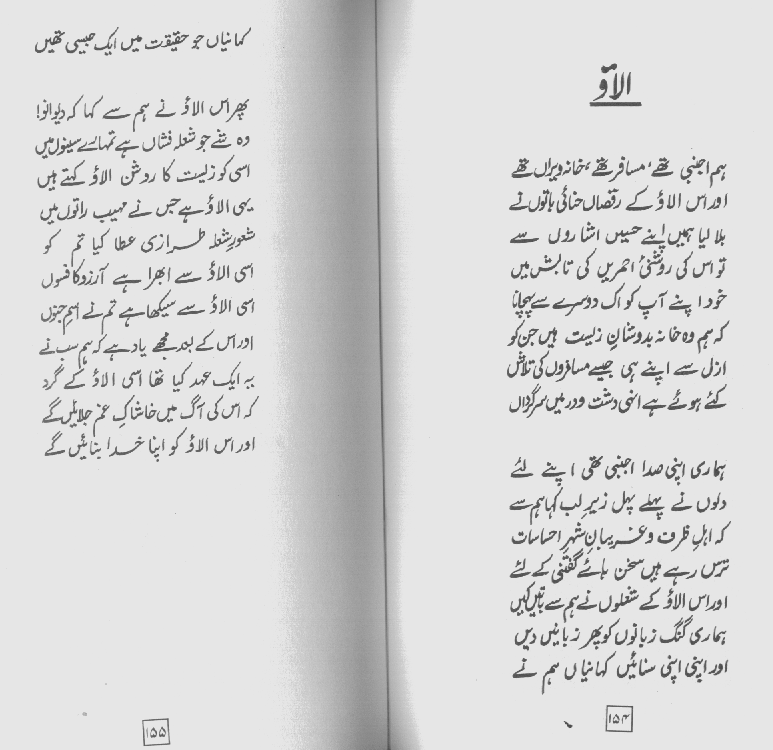 الاؤ
ہم اجنبی تھے، مسافر تھے، خانہ ویراں تھے
اور اس الاؤ کے رقصاں حنائی ہاتوں نے
بلا لیا ہمیں اپنے حسیں اشاروں سے
تو اس کی روشنیٔ احمریں کی تابش میں
خود اپنے آپ کو اک دوسرے سے پہچانا
کہ ہم وہ خانہ بدوشانِ زیست ہیں جن کو
ازل سے اپنے ہی جیسے مسافروں کی تلاش
کئے ہوئے ہے انہی دشت و در میں سرگرداں
ہماری اپنی صدا اجنبی تھی اپنے لئے
دلوں نے پہلے پہل زیرِ لب کہا ہم سے
کہ اہلِ ظرف و غریبانِ شہرِ احساسات
ترس رہے ہیں سخن ہائے گفتنی کے لئے
اور اس الاؤ کے شعلوں نے ہم سے باتیں کیں
ہماری گنگ زبانوں کو پھر زبانیں دیں
اور اپنی اپنی سنائیں کہانیاں ہم نے
۱۵۴
کہانیاں جو حقیقت میں ایک جیسی تھیں
پھر اس الاؤ نے ہم سے کہا کہ دیوانو!
وہ شے جو شعلہ فشاں ہے تمہارے سینوں میں
اسی کو زیست کا روشن الاؤ کہتے ہیں
یہی الاؤ ہے جس نے مہیب راتوں میں
شعورِ شعلہ طرازی عطا کیا تم کو
اسی الاؤ سے ابھرا ہے آرزو کا فسوں
اسی الاؤ سے سیکھا ہے تم نے اسمِ جنوں
اور اس کے بعد مجھے یاد ہے کہ ہم سب نے
یہ ایک عہد کیا تھا اسی الاؤ کے گرد
کہ اس کی آگ میں خاشاکِ غم جلائیں گے
اور اس الاؤ کو اپنا خدا بنائیں گے
۱۵۵